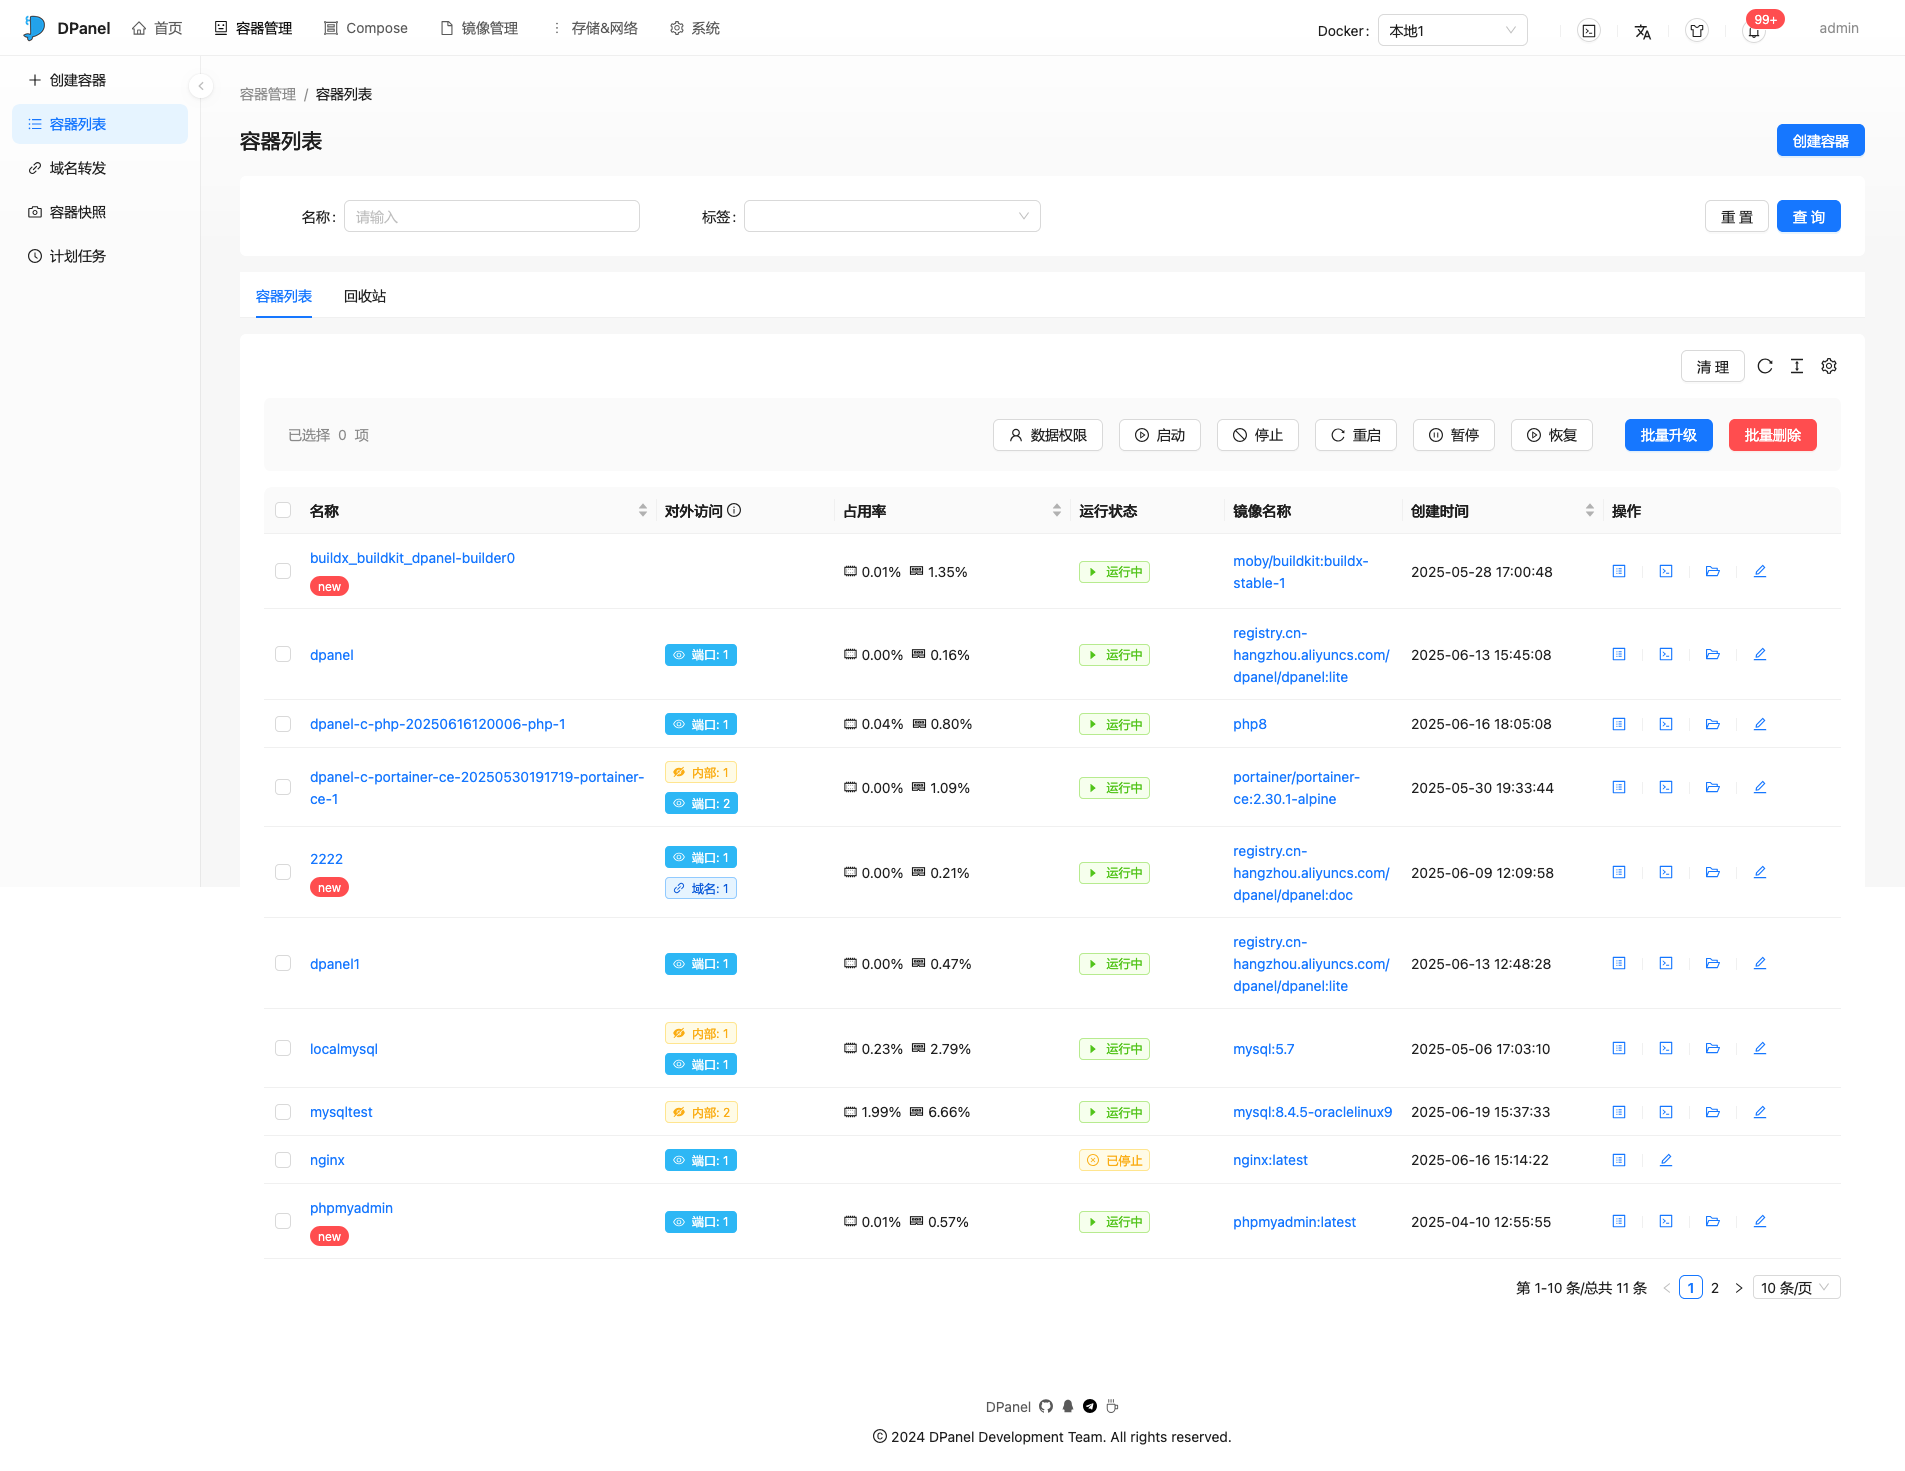 DPanel 首页 容器管理 Compose 镜像管理 存储&网络 系统 Docker: 本地1 99+ admin
创建容器
容器列表
域名转发
容器快照
计划任务
容器管理 / 容器列表
容器列表 创建容器
名称: 请输入 标签: 重 置 查 询
容器列表 回收站
清 理
已选择 0 项 数据权限 启动 停止 重启 暂停 恢复 批量升级 批量删除
名称 对外访问 占用率 运行状态 镜像名称 创建时间 操作
buildx_buildkit_dpanel-builder0
new
0.01% 1.35% 运行中
moby/buildkit:buildx-
stable-1
2025-05-28 17:00:48
dpanel 端口: 1 0.00% 0.16% 运行中
registry.cn-
hangzhou.aliyuncs.com/
dpanel/dpanel:lite
2025-06-13 15:45:08
dpanel-c-php-20250616120006-php-1 端口: 1 0.04% 0.80% 运行中 php8 2025-06-16 18:05:08
dpanel-c-portainer-ce-20250530191719-portainer-
ce-1
内部: 1
端口: 2
0.00% 1.09% 运行中
portainer/portainer-
ce:2.30.1-alpine
2025-05-30 19:33:44
2222
new
端口: 1
域名: 1
0.00% 0.21% 运行中
registry.cn-
hangzhou.aliyuncs.com/
dpanel/dpanel:doc
2025-06-09 12:09:58
dpanel1 端口: 1 0.00% 0.47% 运行中
registry.cn-
hangzhou.aliyuncs.com/
dpanel/dpanel:lite
2025-06-13 12:48:28
localmysql
内部: 1
端口: 1
0.23% 2.79% 运行中 mysql:5.7 2025-05-06 17:03:10
mysqltest 内部: 2 1.99% 6.66% 运行中 mysql:8.4.5-oraclelinux9 2025-06-19 15:37:33
nginx 端口: 1 已停止 nginx:latest 2025-06-16 15:14:22
phpmyadmin
new
端口: 1 0.01% 0.57% 运行中 phpmyadmin:latest 2025-04-10 12:55:55
第 1-10 条/总共 11 条 < 1 2 > 10 条/页
DPanel
© 2024 DPanel Development Team. All rights reserved.